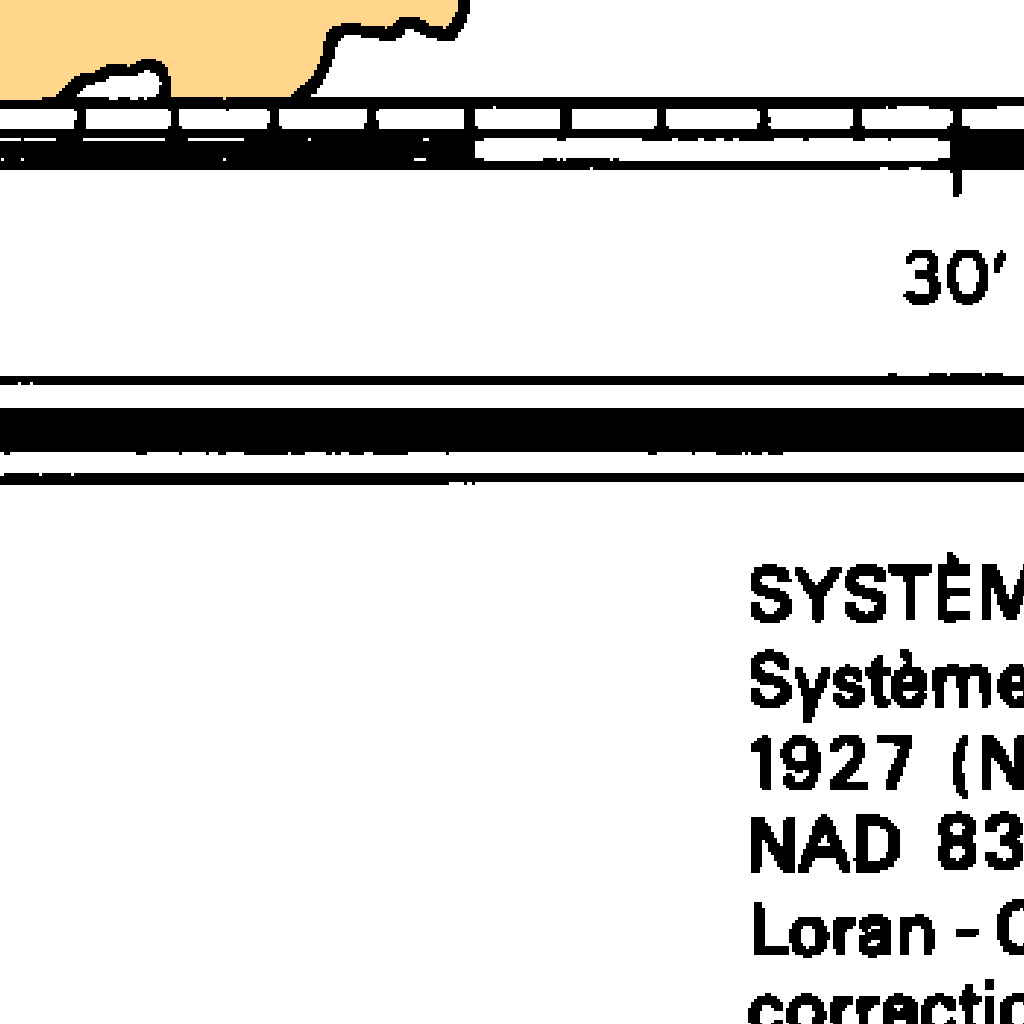 30′
SYSTÈM
Système
1927 (N
NAD 83
Loran - C
correctio